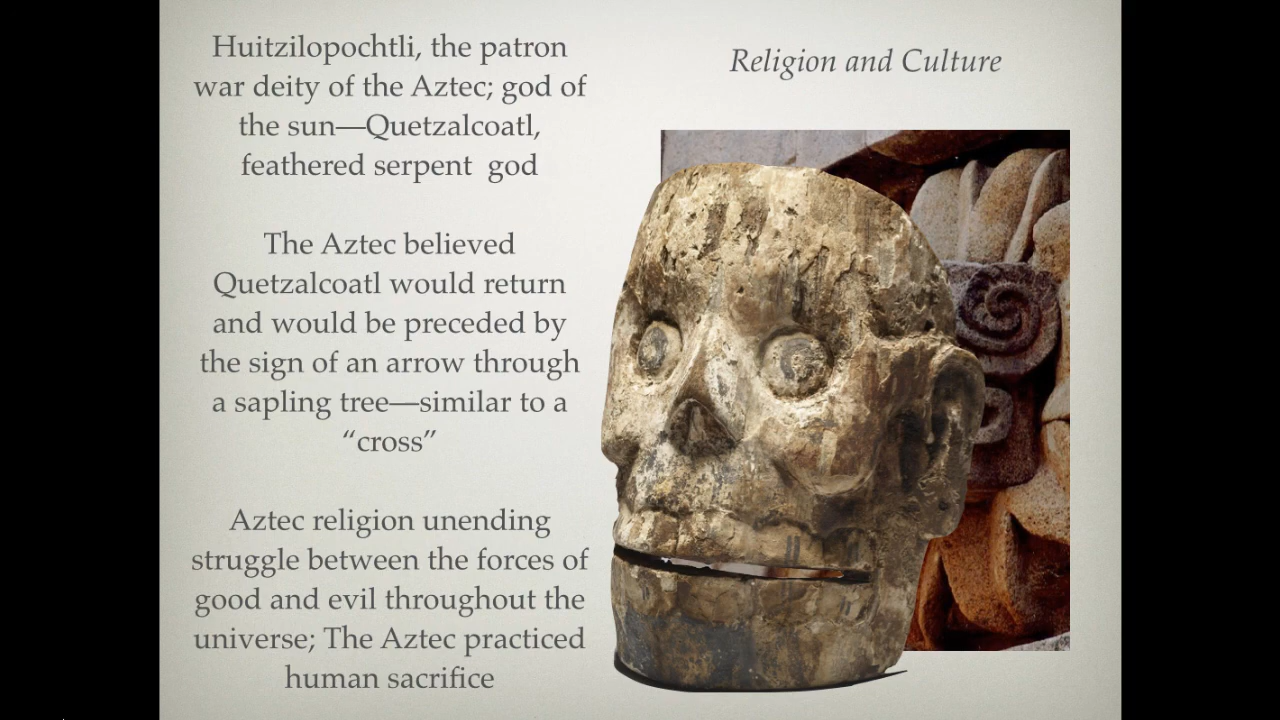 Religion and Culture
Huitzilopochtli, the patron
war deity of the Aztec; god of
the sun—Quetzalcoatl,
feathered serpent  god
The Aztec believed
Quetzalcoatl would return
and would be preceded by
the sign of an arrow through
a sapling tree—similar to a
“cross”
Aztec religion unending
struggle between the forces of
good and evil throughout the
universe; The Aztec practiced
human sacrifice